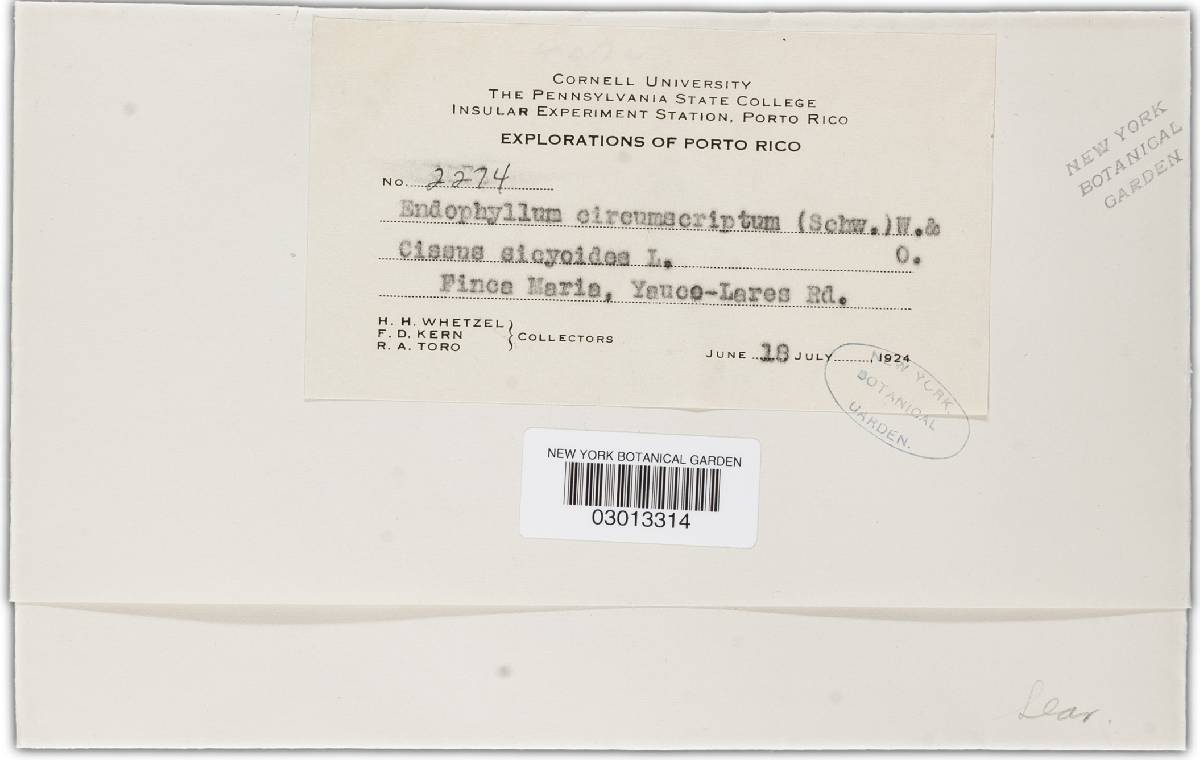 CORNELL UNIVERSITY
THE PENNSYLVANIA STATE COLLEGE
INSULAR EXPERIMENT STATION, PORTO RICO
EXPLORATIONS OF PORTO RICO
NO. 2274
Endophyllum circumscriptum (Schw.) W.&
Cissus sicyoides L. O.
Finca Maria, Yauco-Lares Rd.
H. H. WHETZEL
F. D. KERN
R. A. TORO
} COLLECTORS
JUNE 18 JULY, 1924
NEW YORK
BOTANICAL
GARDEN
NEW YORK
BOTANICAL
GARDEN.
NEW YORK BOTANICAL GARDEN
03013314